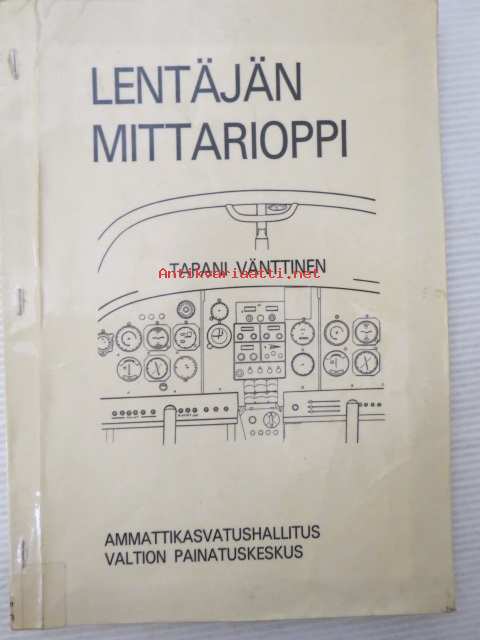 LENTÄJÄN
MITTARIOPPI
TAPANI VÄNTTINEN
Antikvariaatti.net
AMMATTIKASVATUSHALLITUS
VALTION PAINATUSKESKUS